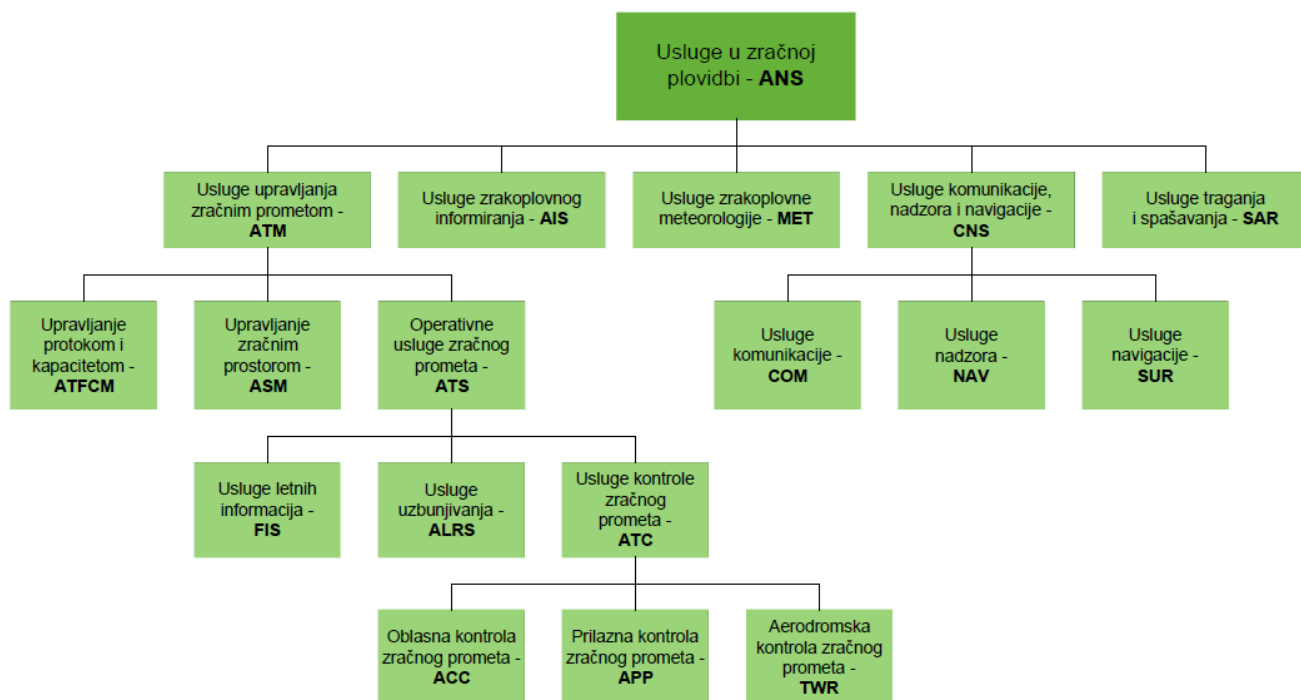 Usluge u zračnoj
plovidbi - ANS
Usluge upravljanja
zračnim prometom -
ATM
Usluge zrakoplovnog
informiranja - AIS
Usluge zrakoplovne
meteorologije - MET
Usluge komunikacije,
nadzora i navigacije -
CNS
Usluge traganja
i spašavanja - SAR
Upravljanje
protokom i
kapacitetom -
ATFCM
Upravljanje
zračnim
prostorom -
ASM
Operativne
usluge zračnog
prometa -
ATS
Usluge
komunikacije -
COM
Usluge
nadzora -
NAV
Usluge
navigacije -
SUR
Usluge letnih
informacija -
FIS
Usluge
uzbunjivanja -
ALRS
Usluge kontrole
zračnog
prometa -
ATC
Oblasna kontrola
zračnog prometa -
ACC
Prilazna kontrola
zračnog prometa -
APP
Aerodromska
kontrola zračnog
prometa -
TWR